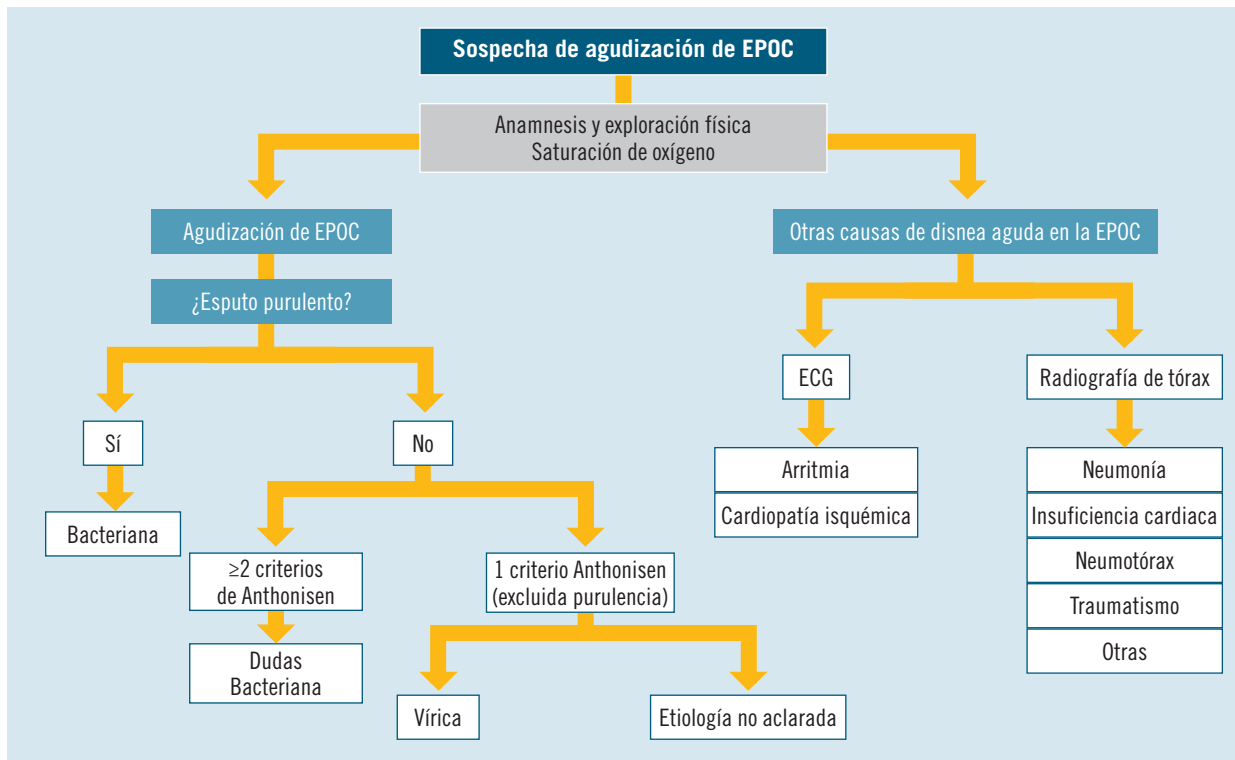 Sospecha de agudización de EPOC
Anamnesis y exploración física
Saturación de oxígeno
Agudización de EPOC
¿Esputo purulento?
Sí
Bacteriana
No
≥2 criterios
de Anthonisen
Dudas
Bacteriana
1 criterio Anthonisen
(excluida purulencia)
Vírica
Etiología no aclarada
Otras causas de disnea aguda en la EPOC
ECG
Arritmia
Cardiopatía isquémica
Radiografía de tórax
Neumonía
Insuficiencia cardiaca
Neumotórax
Traumatismo
Otras